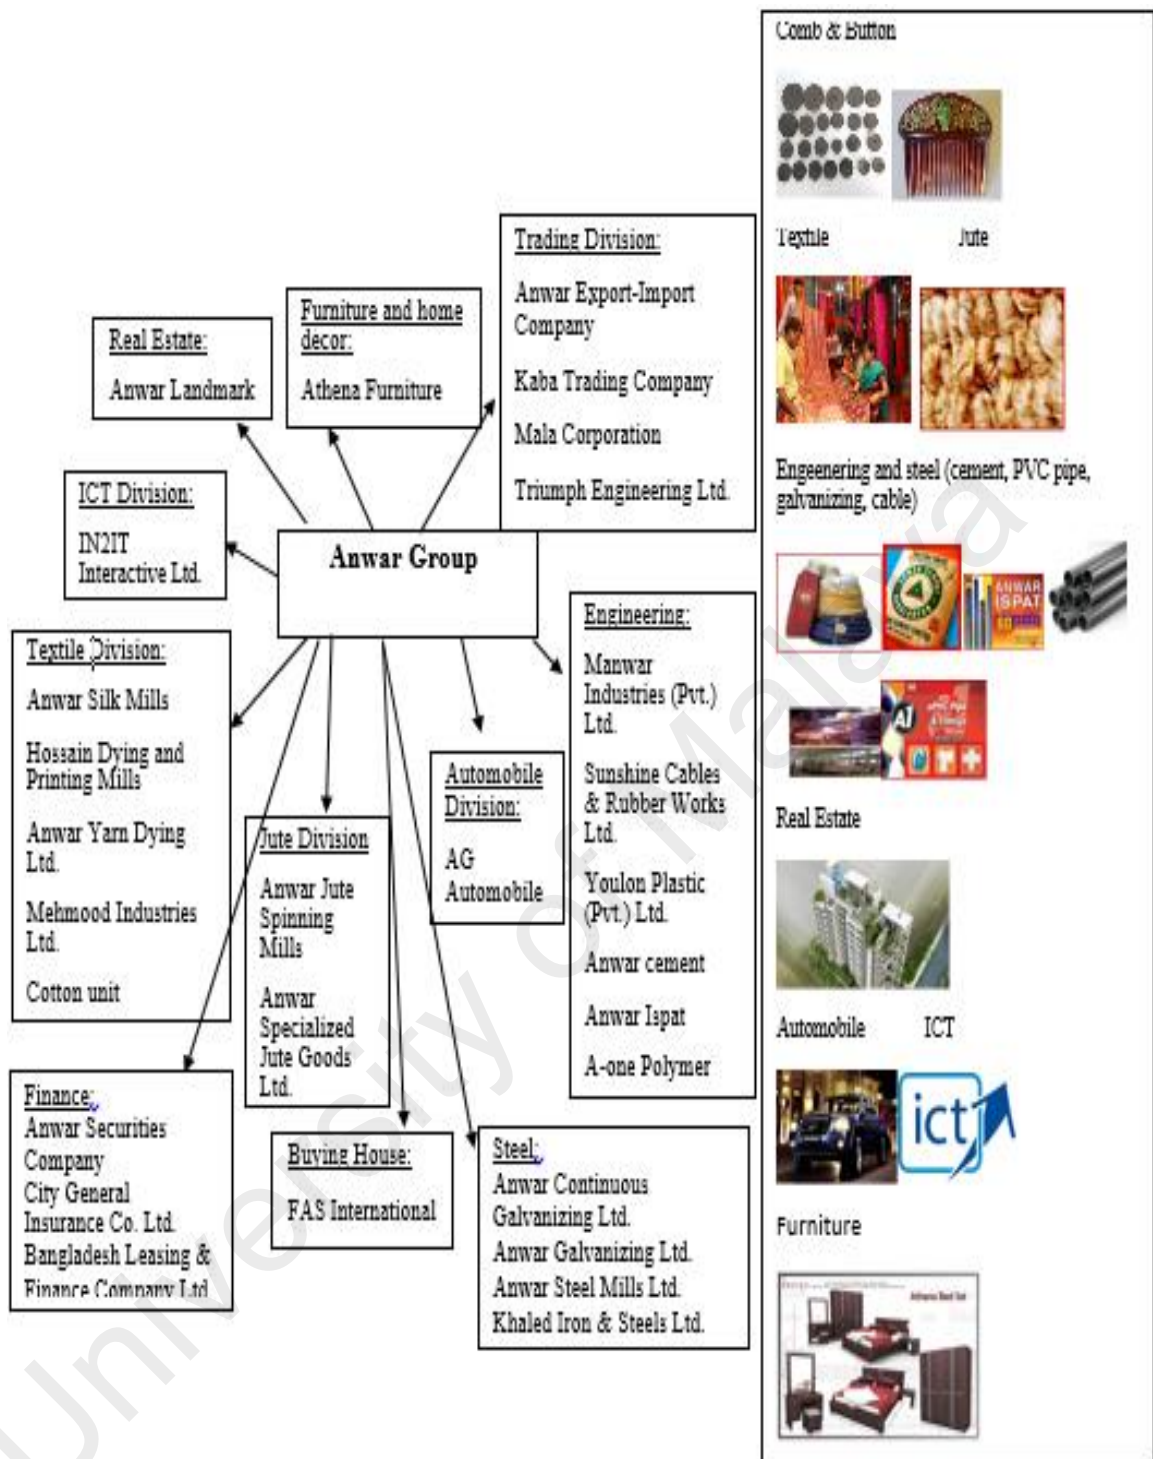 Real Estate:
Anwar Landmark
Furniture and home
decor:
Athena Furniture
Trading Division:
Anwar Export-Import
Company
Kaba Trading Company
Mala Corporation
Triumph Engineering Ltd.
ICT Division:
IN2IT
Interactive Ltd.
Anwar Group
Textile Division:
Anwar Silk Mills
Hossain Dying and
Printing Mills
Anwar Yarn Dying
Ltd.
Mehmood Industries
Ltd.
Cotton unit
Jute Division
Anwar Jute
Spinning
Mills
Anwar
Specialized
Jute Goods
Ltd.
Automobile
Division:
AG
Automobile
Engineering:
Manwar
Industries (Pvt.)
Ltd.
Sunshine Cables
& Rubber Works
Ltd.
Youlon Plastic
(Pvt.) Ltd.
Anwar cement
Anwar Ispat
A-one Polymer
Finance:
Anwar Securities
Company
City General
Insurance Co. Ltd.
Bangladesh Leasing &
Finance Company Ltd
Buying House:
FAS International
Steel:
Anwar Continuous
Galvanizing Ltd.
Anwar Galvanizing Ltd.
Anwar Steel Mills Ltd.
Khaled Iron & Steels Ltd.
Comb & Button
Textile Jute
Engeenering and steel (cement, PVC pipe,
galvanizing, cable)
ANWAR
ISPAT
AI
Real Estate
Automobile ICT
ict
Furniture
University of Malaya